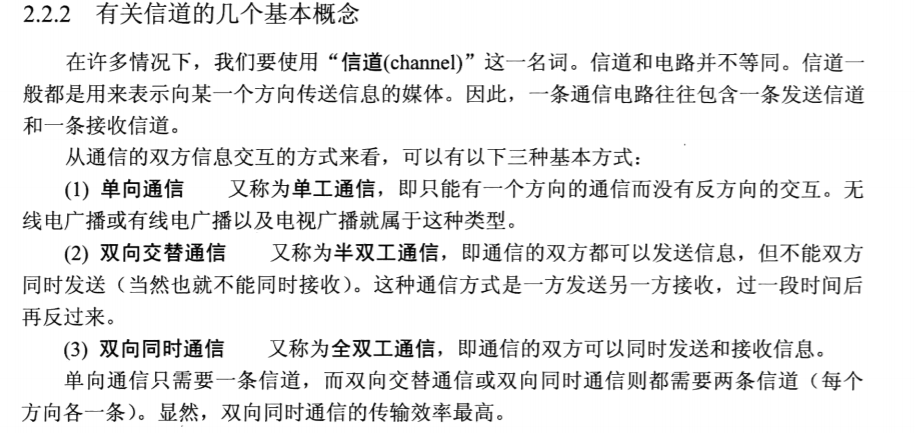 2.2.2 有关信道的几个基本概念
在许多情况下，我们要使用“信道(channel)”这一名词。信道和电路并不等同。信道一
般都是用来表示向某一个方向传送信息的媒体。因此，一条通信电路往往包含一条发送信道
和一条接收信道。
从通信的双方信息交互的方式来看，可以有以下三种基本方式：
(1) 单向通信 又称为单工通信，即只能有一个方向的通信而没有反方向的交互。无
线电广播或有线电广播以及电视广播就属于这种类型。
(2) 双向交替通信 又称为半双工通信，即通信的双方都可以发送信息，但不能双方
同时发送（当然也就不能同时接收）。这种通信方式是一方发送另一方接收，过一段时间后
再反过来。
(3) 双向同时通信 又称为全双工通信，即通信的双方可以同时发送和接收信息。
单向通信只需要一条信道，而双向交替通信或双向同时通信则都需要两条信道（每个
方向各一条）。显然，双向同时通信的传输效率最高。